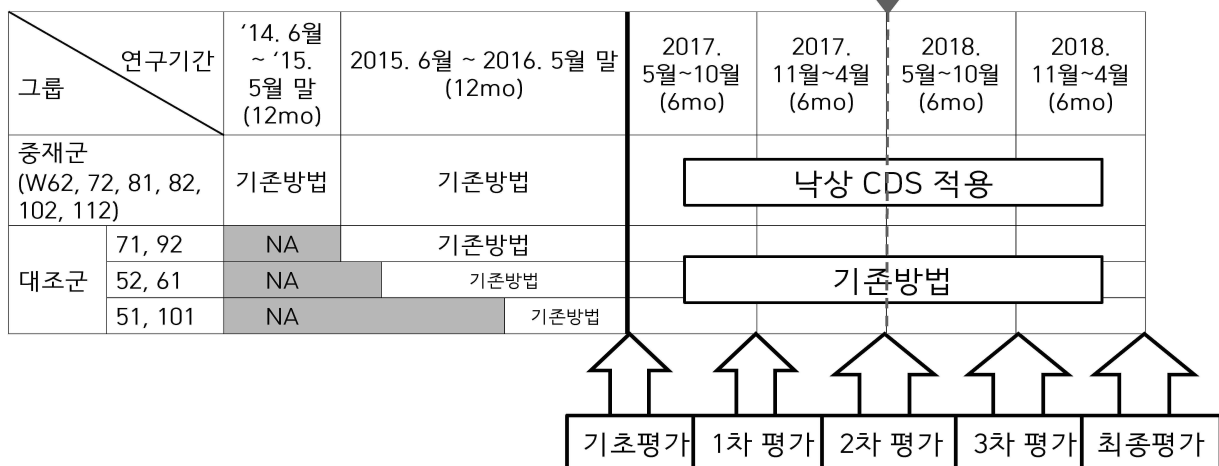 연구기간
그룹
‘14. 6월
~ ‘15.
5월 말
(12mo)
2015. 6월 ~ 2016. 5월 말
(12mo)
2017.
5월~10월
(6mo)
2017.
11월~4월
(6mo)
2018.
5월~10월
(6mo)
2018.
11월~4월
(6mo)
중재군
(W62, 72, 81, 82,
102, 112)
기존방법
기존방법
낙상 CDS 적용
대조군
71, 92
NA
기존방법
52, 61
NA
기존방법
51, 101
NA
기존방법
기존방법
기초평가
1차 평가
2차 평가
3차 평가
최종평가